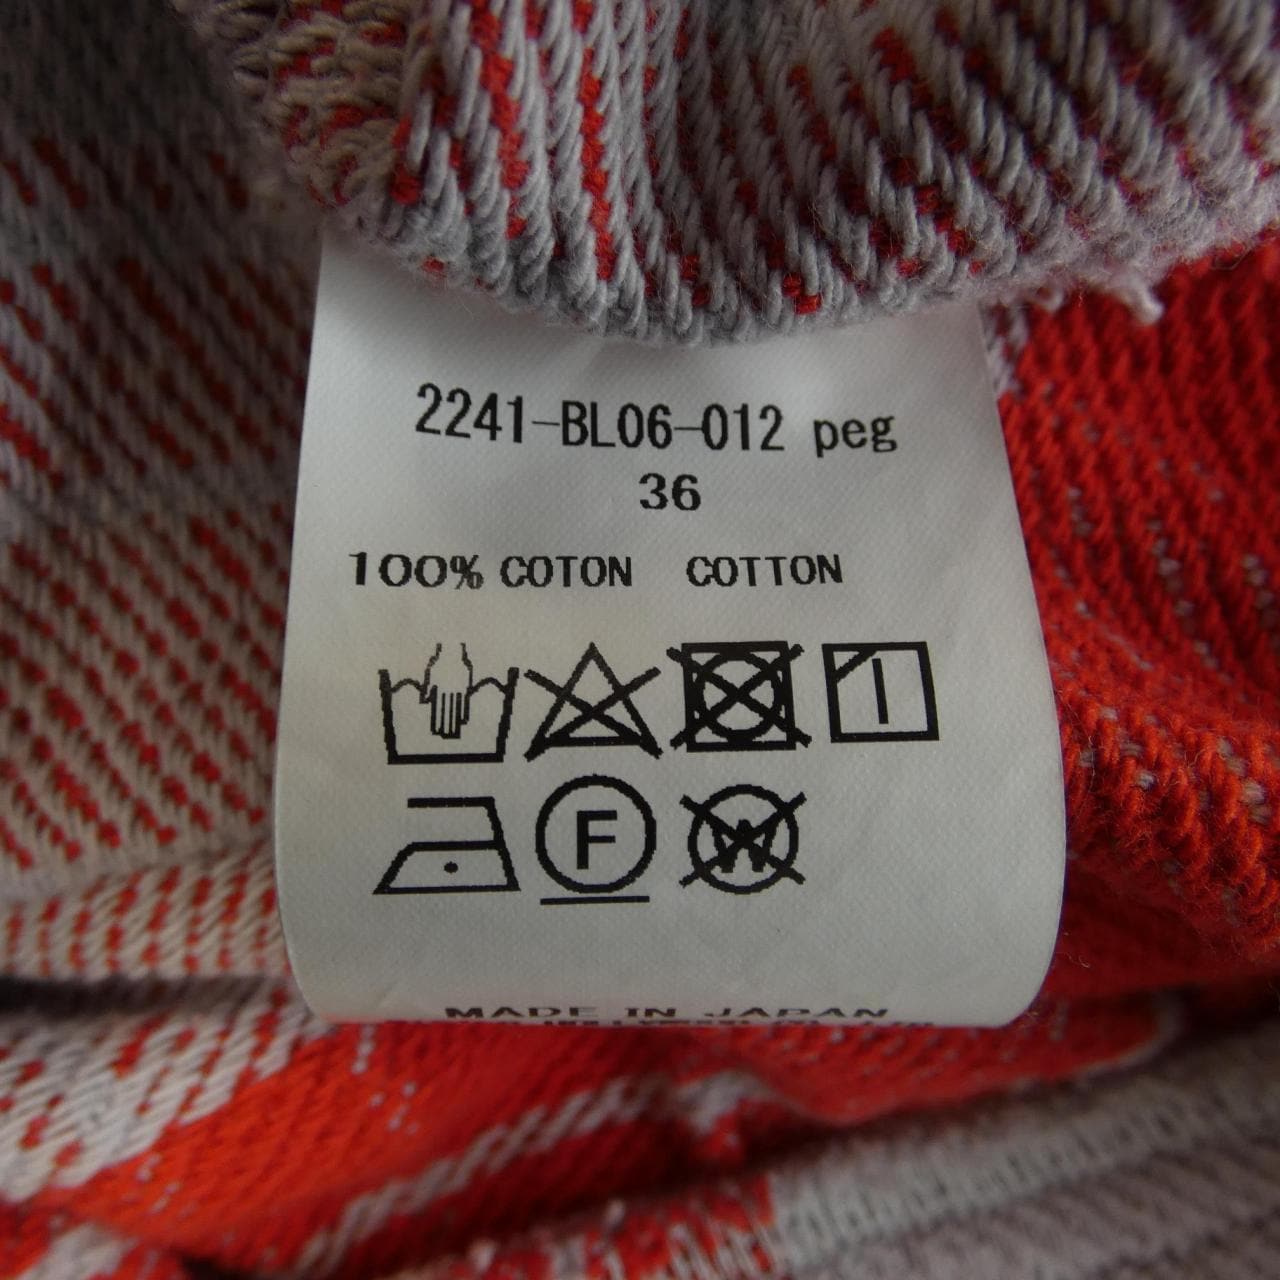 2241-BL06-012 peg
36
100% COTON COTTON
F
W
MADE IN JAPAN